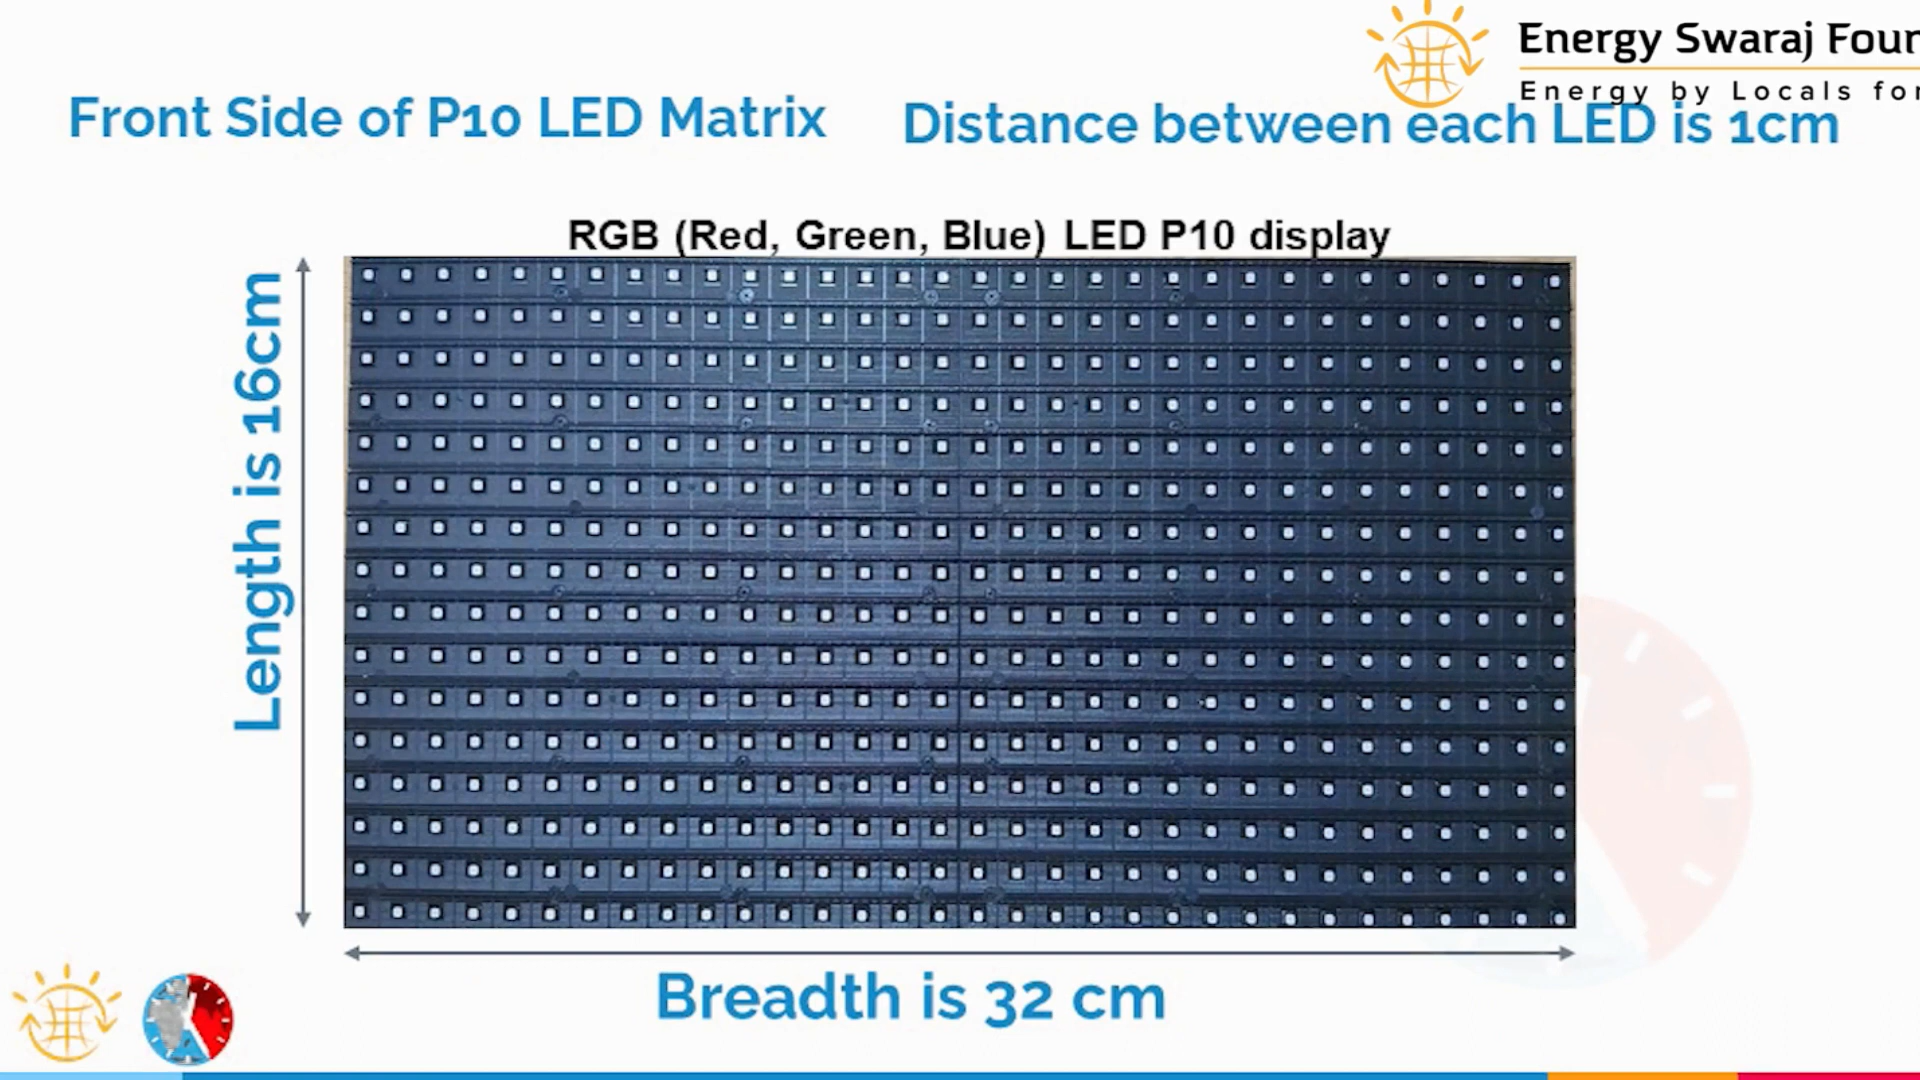 Energy Swaraj Four
Energy by Locals for
Front Side of P10 LED Matrix
Distance between each LED is 1cm
RGB (Red, Green, Blue) LED P10 display
Length is 16cm
Breadth is 32 cm